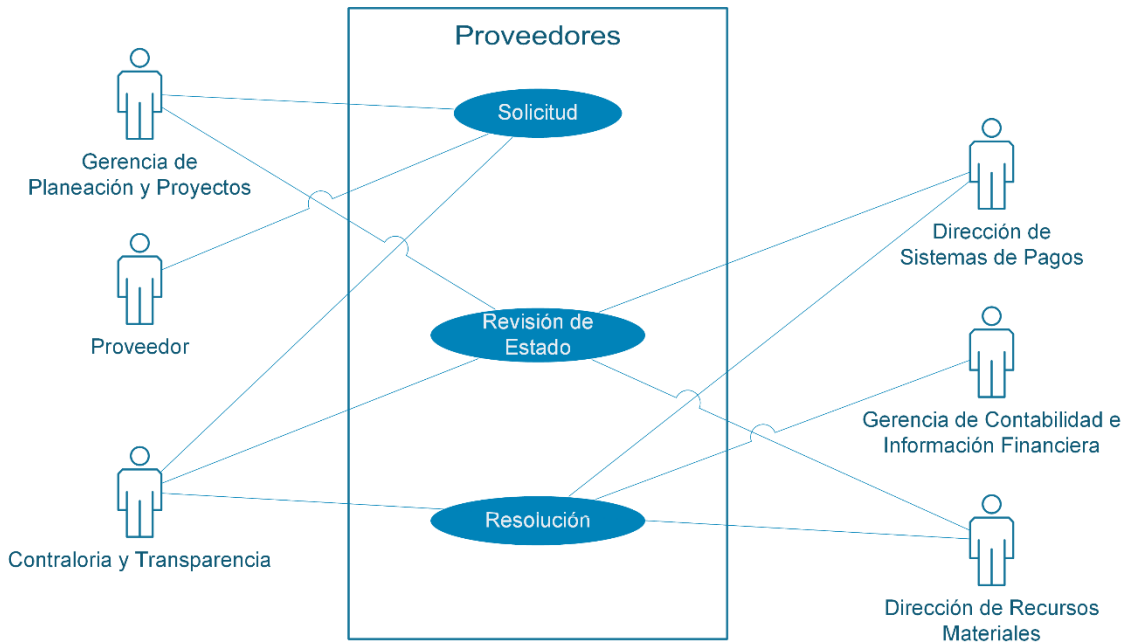 Proveedores
Solicitud
Gerencia de
Planeación y Proyectos
Dirección de
Sistemas de Pagos
Proveedor
Revisión de
Estado
Gerencia de Contabilidad e
Información Financiera
Resolución
Contraloria y Transparencia
Dirección de Recursos
Materiales